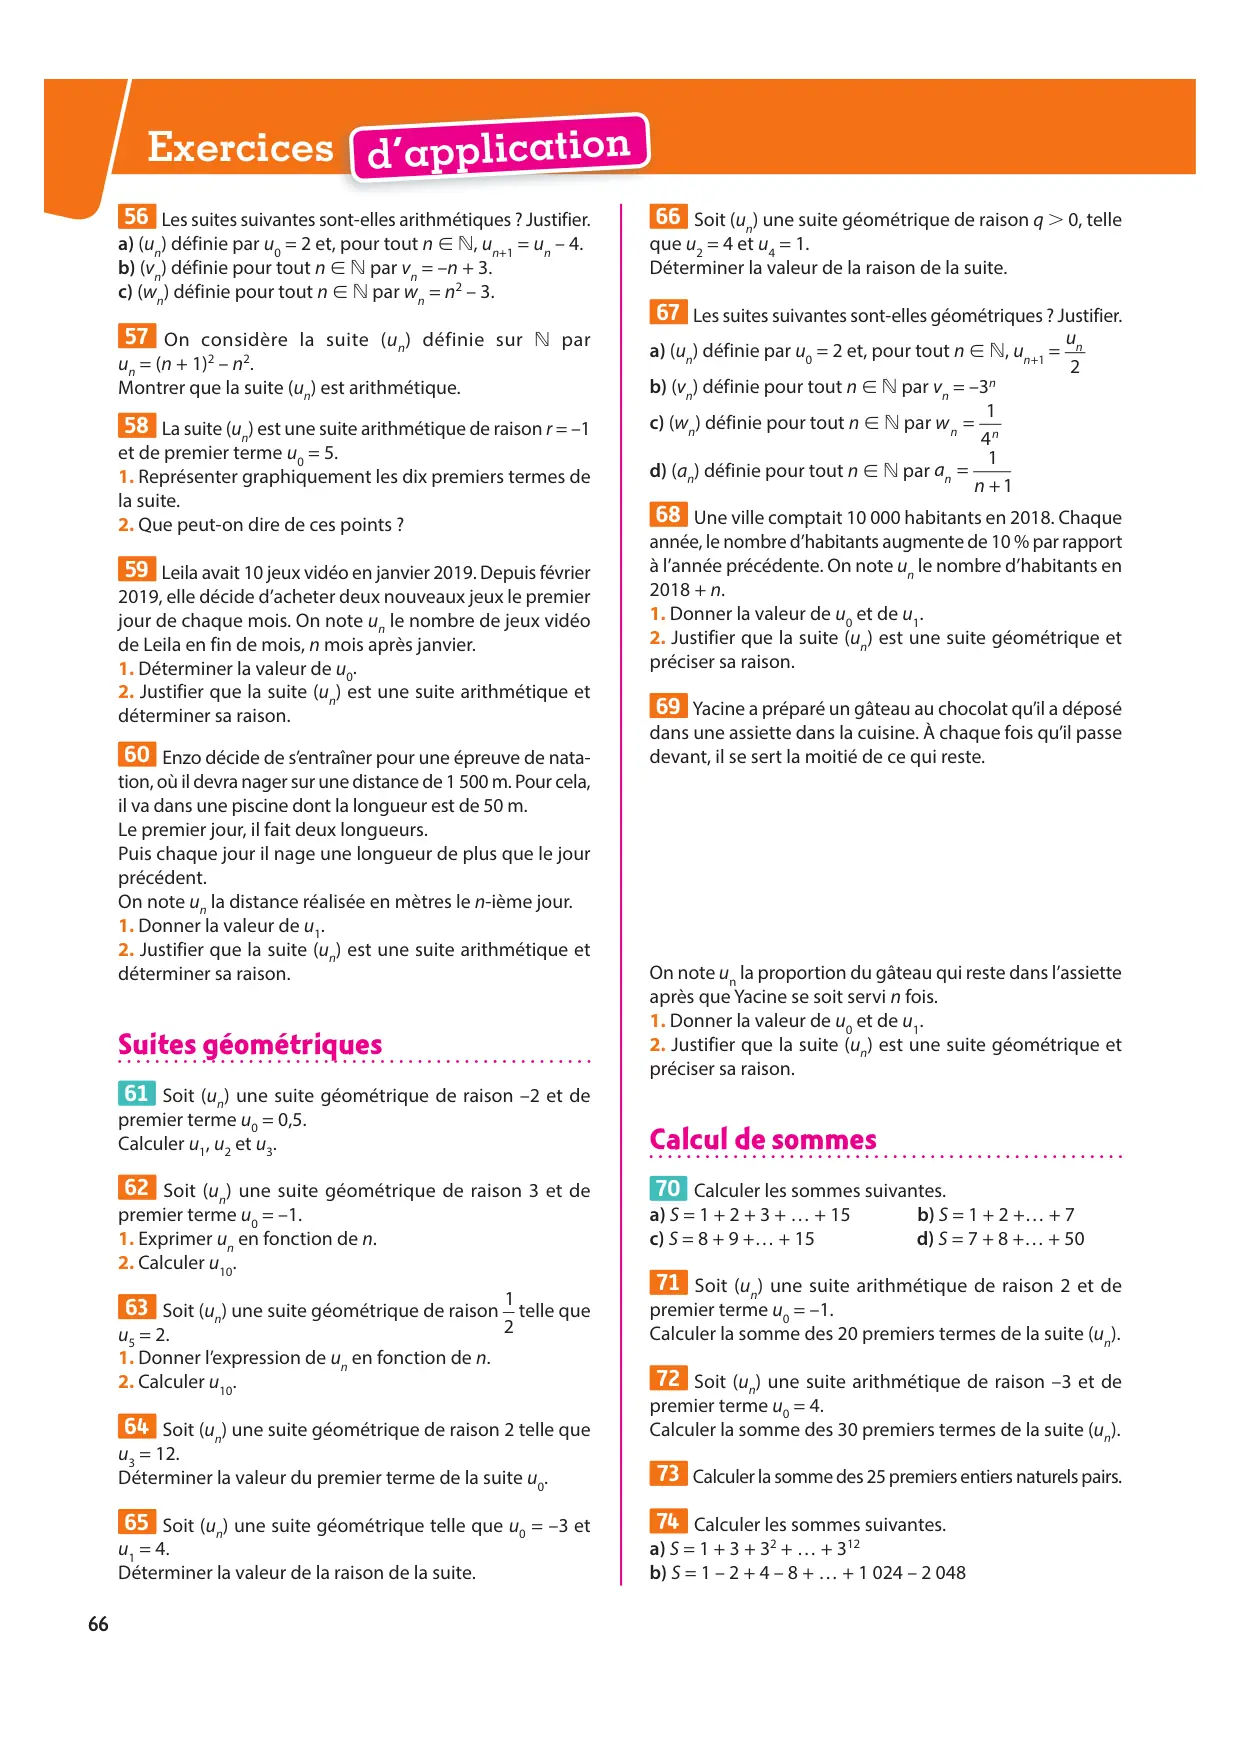 Exercices d'application
56 Les suites suivantes sont-elles arithmétiques ? Justifier.
a) (uₙ) définie par u₀ = 2 et, pour tout n ∈ ℕ, uₙ₊₁ = uₙ – 4.
b) (vₙ) définie pour tout n ∈ ℕ par vₙ = –n + 3.
c) (wₙ) définie pour tout n ∈ ℕ par wₙ = n² – 3.
57 On considère la suite (uₙ) définie sur ℕ par
uₙ = (n + 1)² – n².
Montrer que la suite (uₙ) est arithmétique.
58 La suite (uₙ) est une suite arithmétique de raison r = –1
et de premier terme u₀ = 5.
1. Représenter graphiquement les dix premiers termes de
la suite.
2. Que peut-on dire de ces points ?
59 Leila avait 10 jeux vidéo en janvier 2019. Depuis février
2019, elle décide d'acheter deux nouveaux jeux le premier
jour de chaque mois. On note uₙ le nombre de jeux vidéo
de Leila en fin de mois, n mois après janvier.
1. Déterminer la valeur de u₀.
2. Justifier que la suite (uₙ) est une suite arithmétique et
déterminer sa raison.
60 Enzo décide de s'entraîner pour une épreuve de nata-
tion, où il devra nager sur une distance de 1 500 m. Pour cela,
il va dans une piscine dont la longueur est de 50 m.
Le premier jour, il fait deux longueurs.
Puis chaque jour il nage une longueur de plus que le jour
précédent.
On note uₙ la distance réalisée en mètres le n-ième jour.
1. Donner la valeur de u₁.
2. Justifier que la suite (uₙ) est une suite arithmétique et
déterminer sa raison.
Suites géométriques
61 Soit (uₙ) une suite géométrique de raison –2 et de
premier terme u₀ = 0,5.
Calculer u₁, u₂ et u₃.
62 Soit (uₙ) une suite géométrique de raison 3 et de
premier terme u₀ = –1.
1. Exprimer uₙ en fonction de n.
2. Calculer u₁₀.
63 Soit (uₙ) une suite géométrique de raison 1/2 telle que
u₅ = 2.
1. Donner l'expression de uₙ en fonction de n.
2. Calculer u₁₀.
64 Soit (uₙ) une suite géométrique de raison 2 telle que
u₃ = 12.
Déterminer la valeur du premier terme de la suite u₀.
65 Soit (uₙ) une suite géométrique telle que u₀ = –3 et
u₁ = 4.
Déterminer la valeur de la raison de la suite.
66 Soit (uₙ) une suite géométrique de raison q > 0, telle
que u₂ = 4 et u₄ = 1.
Déterminer la valeur de la raison de la suite.
67 Les suites suivantes sont-elles géométriques ? Justifier.
a) (uₙ) définie par u₀ = 2 et, pour tout n ∈ ℕ, uₙ₊₁ = uₙ/2
b) (vₙ) définie pour tout n ∈ ℕ par vₙ = –3ⁿ
c) (wₙ) définie pour tout n ∈ ℕ par wₙ = 1/4ⁿ
d) (aₙ) définie pour tout n ∈ ℕ par aₙ = 1/(n + 1)
68 Une ville comptait 10 000 habitants en 2018. Chaque
année, le nombre d'habitants augmente de 10 % par rapport
à l'année précédente. On note uₙ le nombre d'habitants en
2018 + n.
1. Donner la valeur de u₀ et de u₁.
2. Justifier que la suite (uₙ) est une suite géométrique et
préciser sa raison.
69 Yacine a préparé un gâteau au chocolat qu'il a déposé
dans une assiette dans la cuisine. À chaque fois qu'il passe
devant, il se sert la moitié de ce qui reste.
On note uₙ la proportion du gâteau qui reste dans l'assiette
après que Yacine se soit servi n fois.
1. Donner la valeur de u₀ et de u₁.
2. Justifier que la suite (uₙ) est une suite géométrique et
préciser sa raison.
Calcul de sommes
70 Calculer les sommes suivantes.
a) S = 1 + 2 + 3 + … + 15 b) S = 1 + 2 +… + 7
c) S = 8 + 9 +… + 15 d) S = 7 + 8 +… + 50
71 Soit (uₙ) une suite arithmétique de raison 2 et de
premier terme u₀ = –1.
Calculer la somme des 20 premiers termes de la suite (uₙ).
72 Soit (uₙ) une suite arithmétique de raison –3 et de
premier terme u₀ = 4.
Calculer la somme des 30 premiers termes de la suite (uₙ).
73 Calculer la somme des 25 premiers entiers naturels pairs.
74 Calculer les sommes suivantes.
a) S = 1 + 3 + 3² + … + 3¹²
b) S = 1 – 2 + 4 – 8 + … + 1 024 – 2 048
66